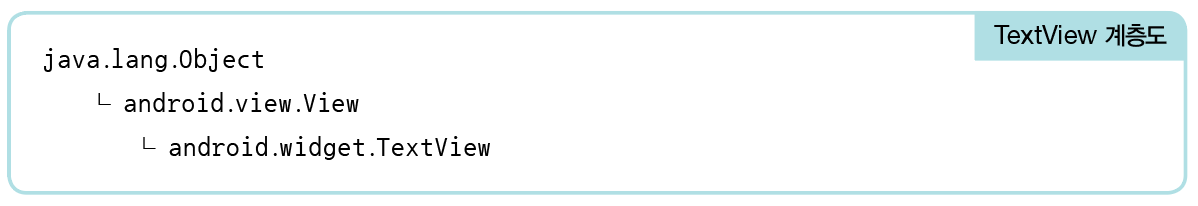 TextView 계층도
java.lang.Object
└ android.view.View
└ android.widget.TextView